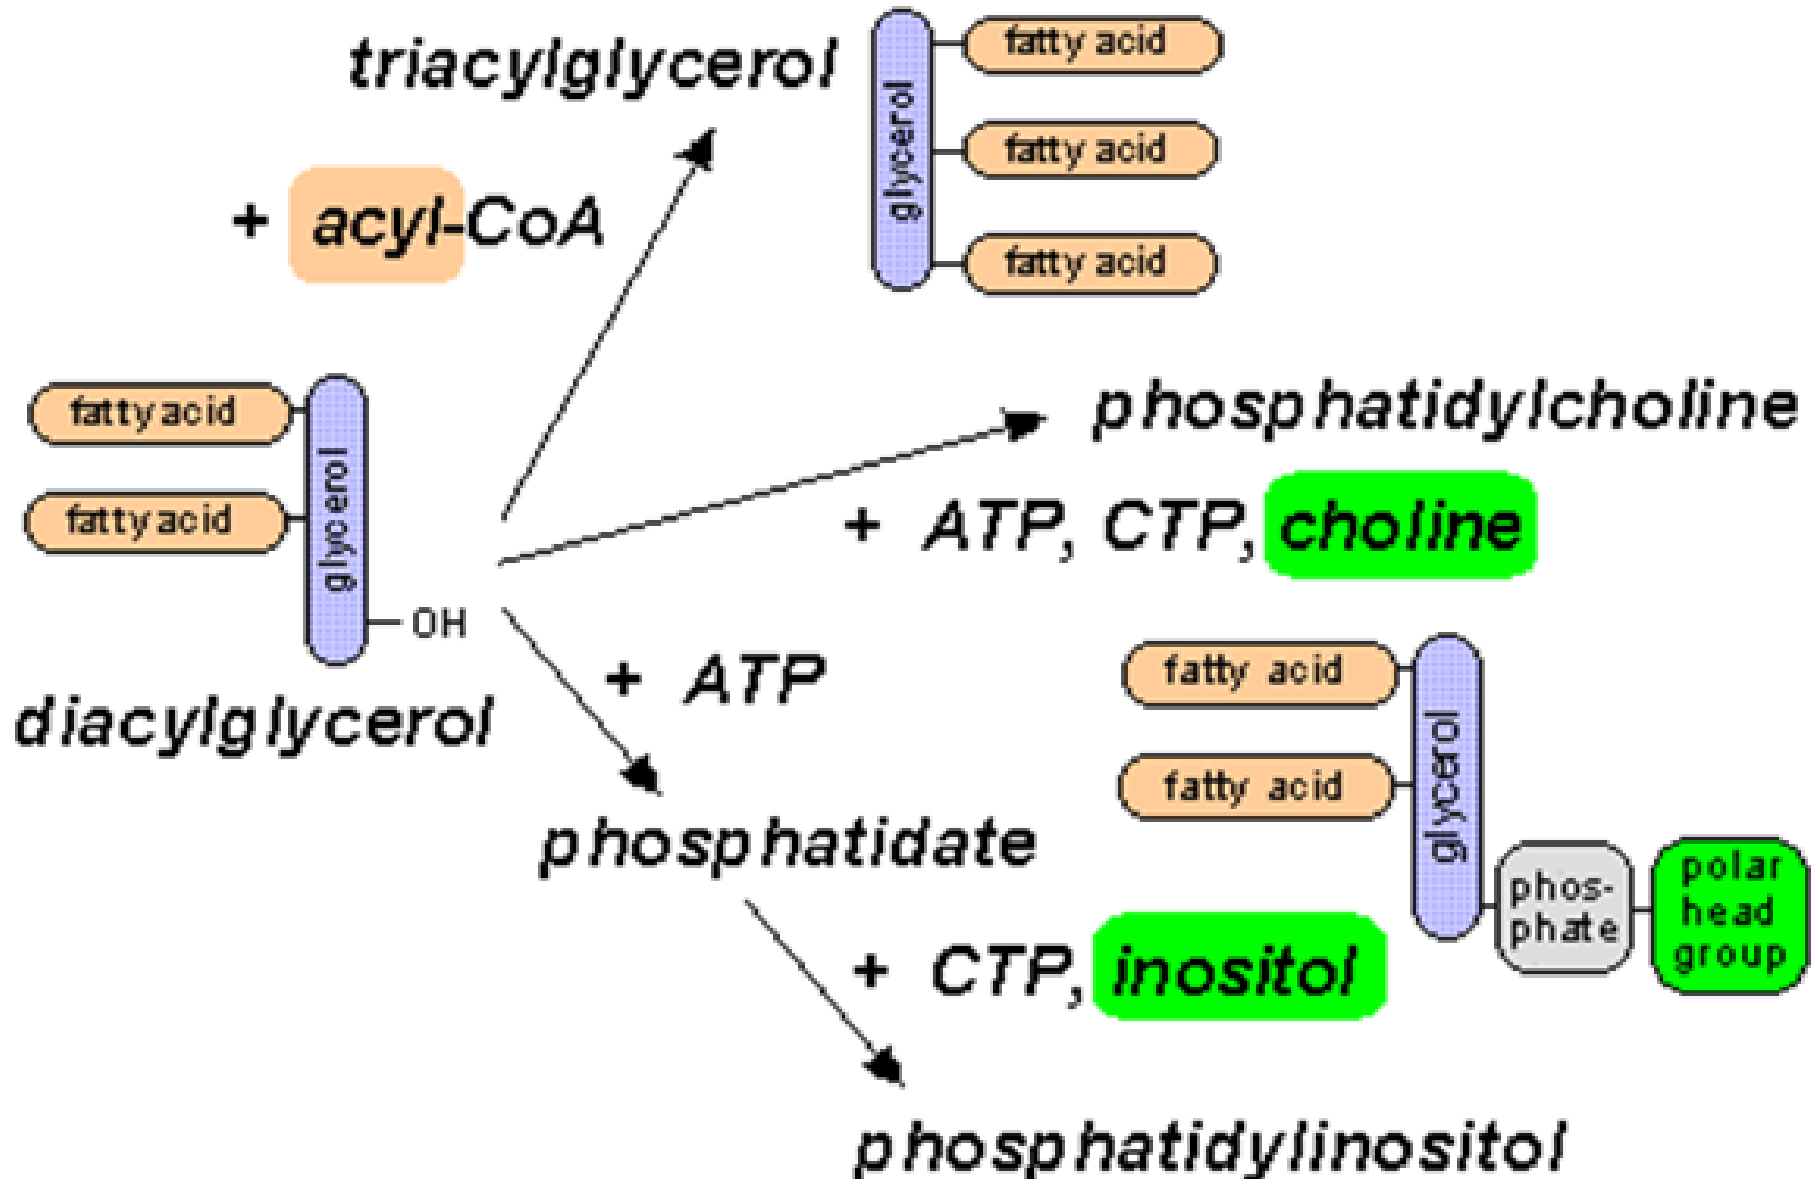 triacylglycerol
glycerol
fatty acid
fatty acid
fatty acid
+ acyl-CoA
fatty acid
fatty acid
glycerol
OH
diacylglycerol
phosphatidylcholine
+ ATP, CTP, choline
+ ATP
phosphatidate
fatty acid
fatty acid
glycerol
phos-
phate
polar
head
group
+ CTP, inositol
phosphatidylinositol